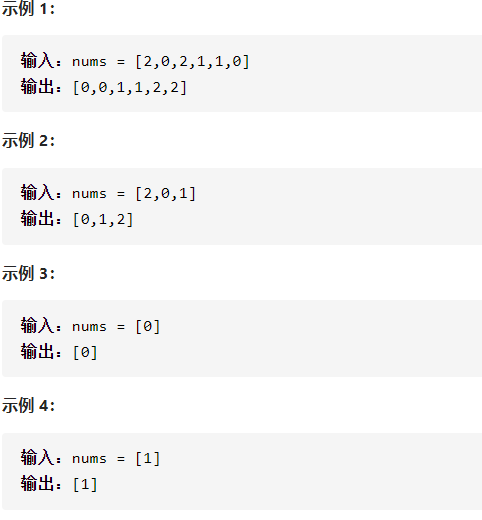 示例 1：
输入：nums = [2,0,2,1,1,0]
输出：[0,0,1,1,2,2]
示例 2：
输入：nums = [2,0,1]
输出：[0,1,2]
示例 3：
输入：nums = [0]
输出：[0]
示例 4：
输入：nums = [1]
输出：[1]